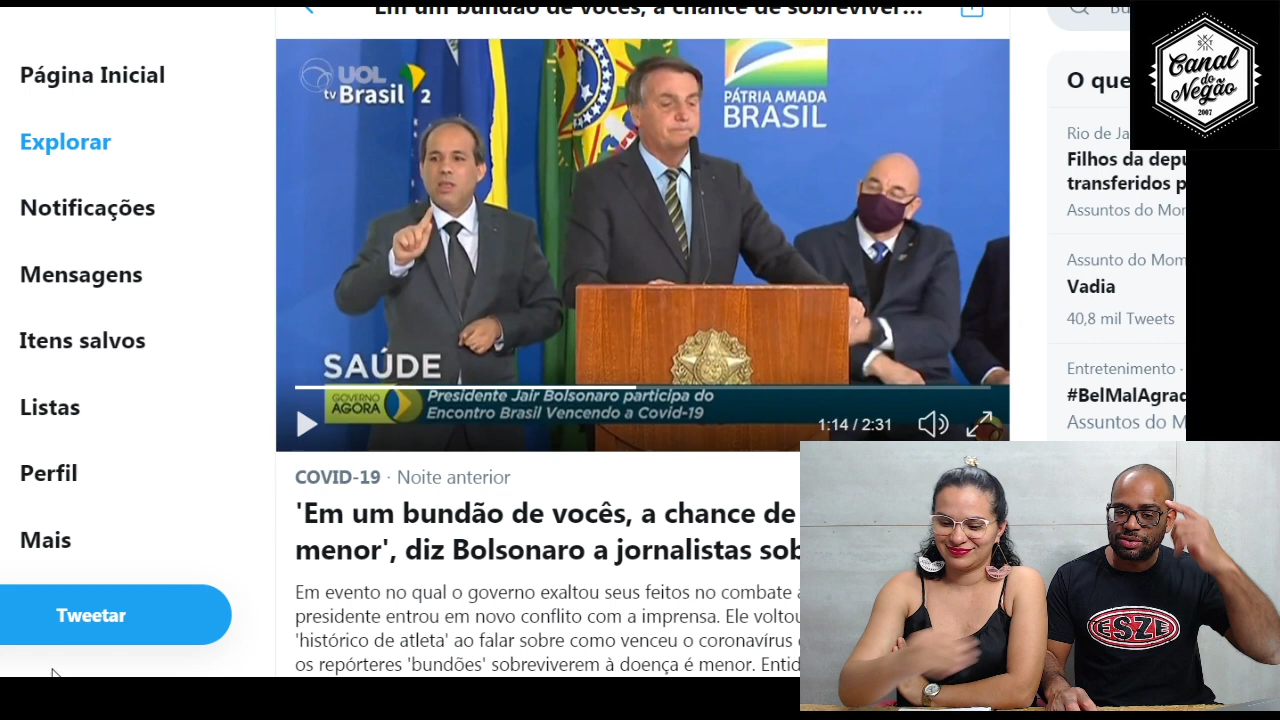 'Em um bundão de vocês, a chance de sobreviver...
Bu
Canal
do
Negão
2007
Página Inicial
Explorar
Notificações
Mensagens
Itens salvos
Listas
Perfil
Mais
Tweetar
UOL
tv Brasil 2
PÁTRIA AMADA
BRASIL
SAÚDE
GOVERNO
AGORA
Presidente Jair Bolsonaro participa do
Encontro Brasil Vencendo a Covid-19
1:14 / 2:31
COVID-19 · Noite anterior
'Em um bundão de vocês, a chance de
menor', diz Bolsonaro a jornalistas sob
Em evento no qual o governo exaltou seus feitos no combate a
presidente entrou em novo conflito com a imprensa. Ele voltou
'histórico de atleta' ao falar sobre como venceu o coronavírus
os repórteres 'bundões' sobreviverem à doença é menor. Entid
O que
Rio de Ja
Filhos da depu
transferidos p
Assuntos do Mor
Assunto do Mom
Vadia
40,8 mil Tweets
Entretenimento ·
#BelMalAgrad
Assuntos do M
ESZE